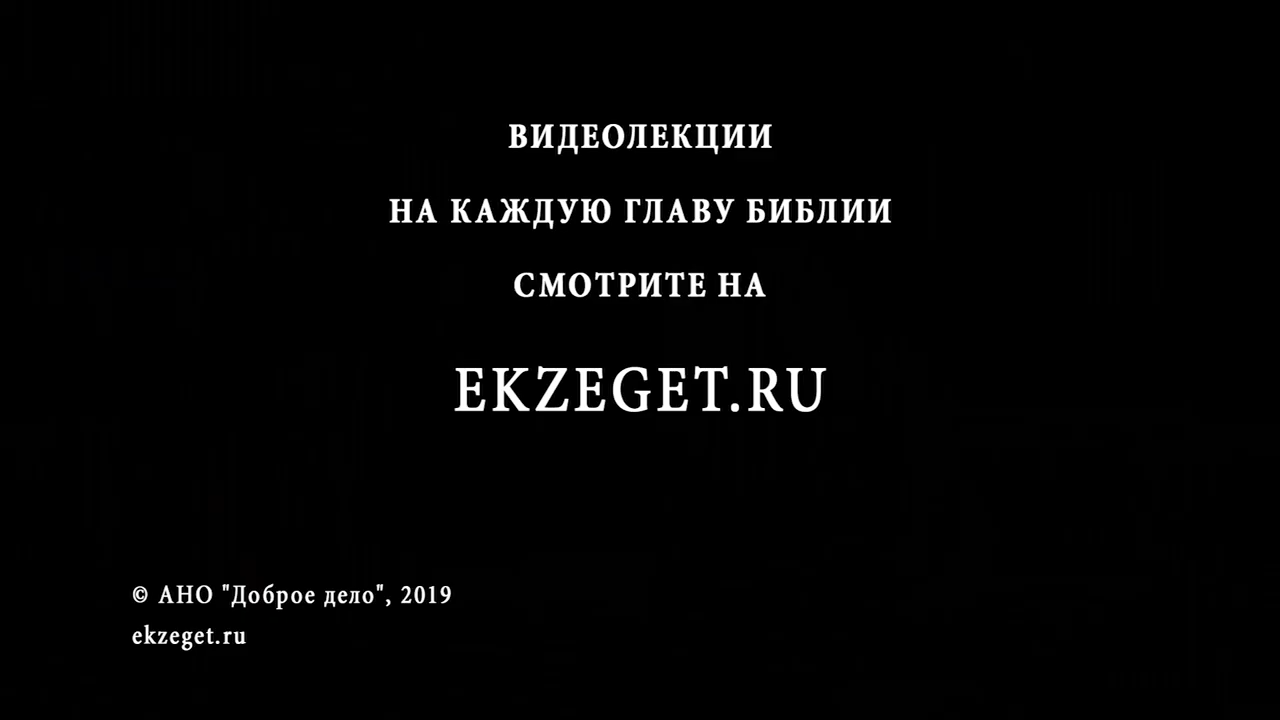 ВИДЕОЛЕКЦИИ
НА КАЖДУЮ ГЛАВУ БИБЛИИ
СМОТРИТЕ НА
EKZEGET.RU
© АНО "Доброе дело", 2019
ekzeget.ru